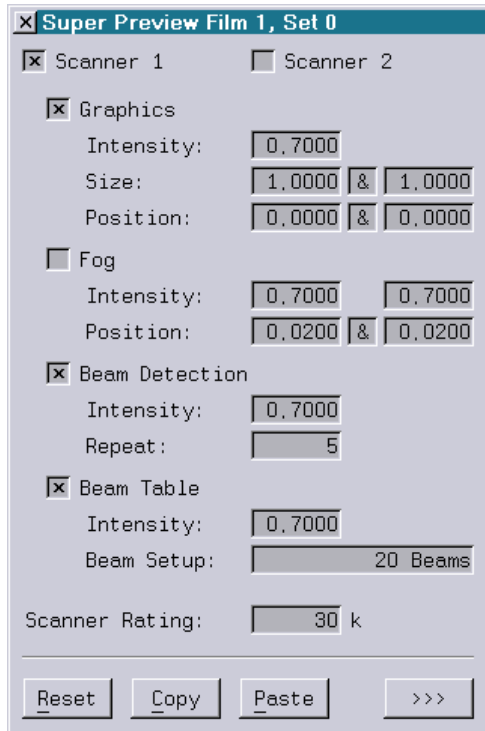 Super Preview Film 1, Set 0
Scanner 1 Scanner 2
Graphics
Intensity: 0,7000
Size: 1,0000 & 1,0000
Position: 0,0000 & 0,0000
Fog
Intensity: 0,7000 0,7000
Position: 0,0200 & 0,0200
Beam Detection
Intensity: 0,7000
Repeat: 5
Beam Table
Intensity: 0,7000
Beam Setup: 20 Beams
Scanner Rating: 30 k
Reset Copy Paste >>>